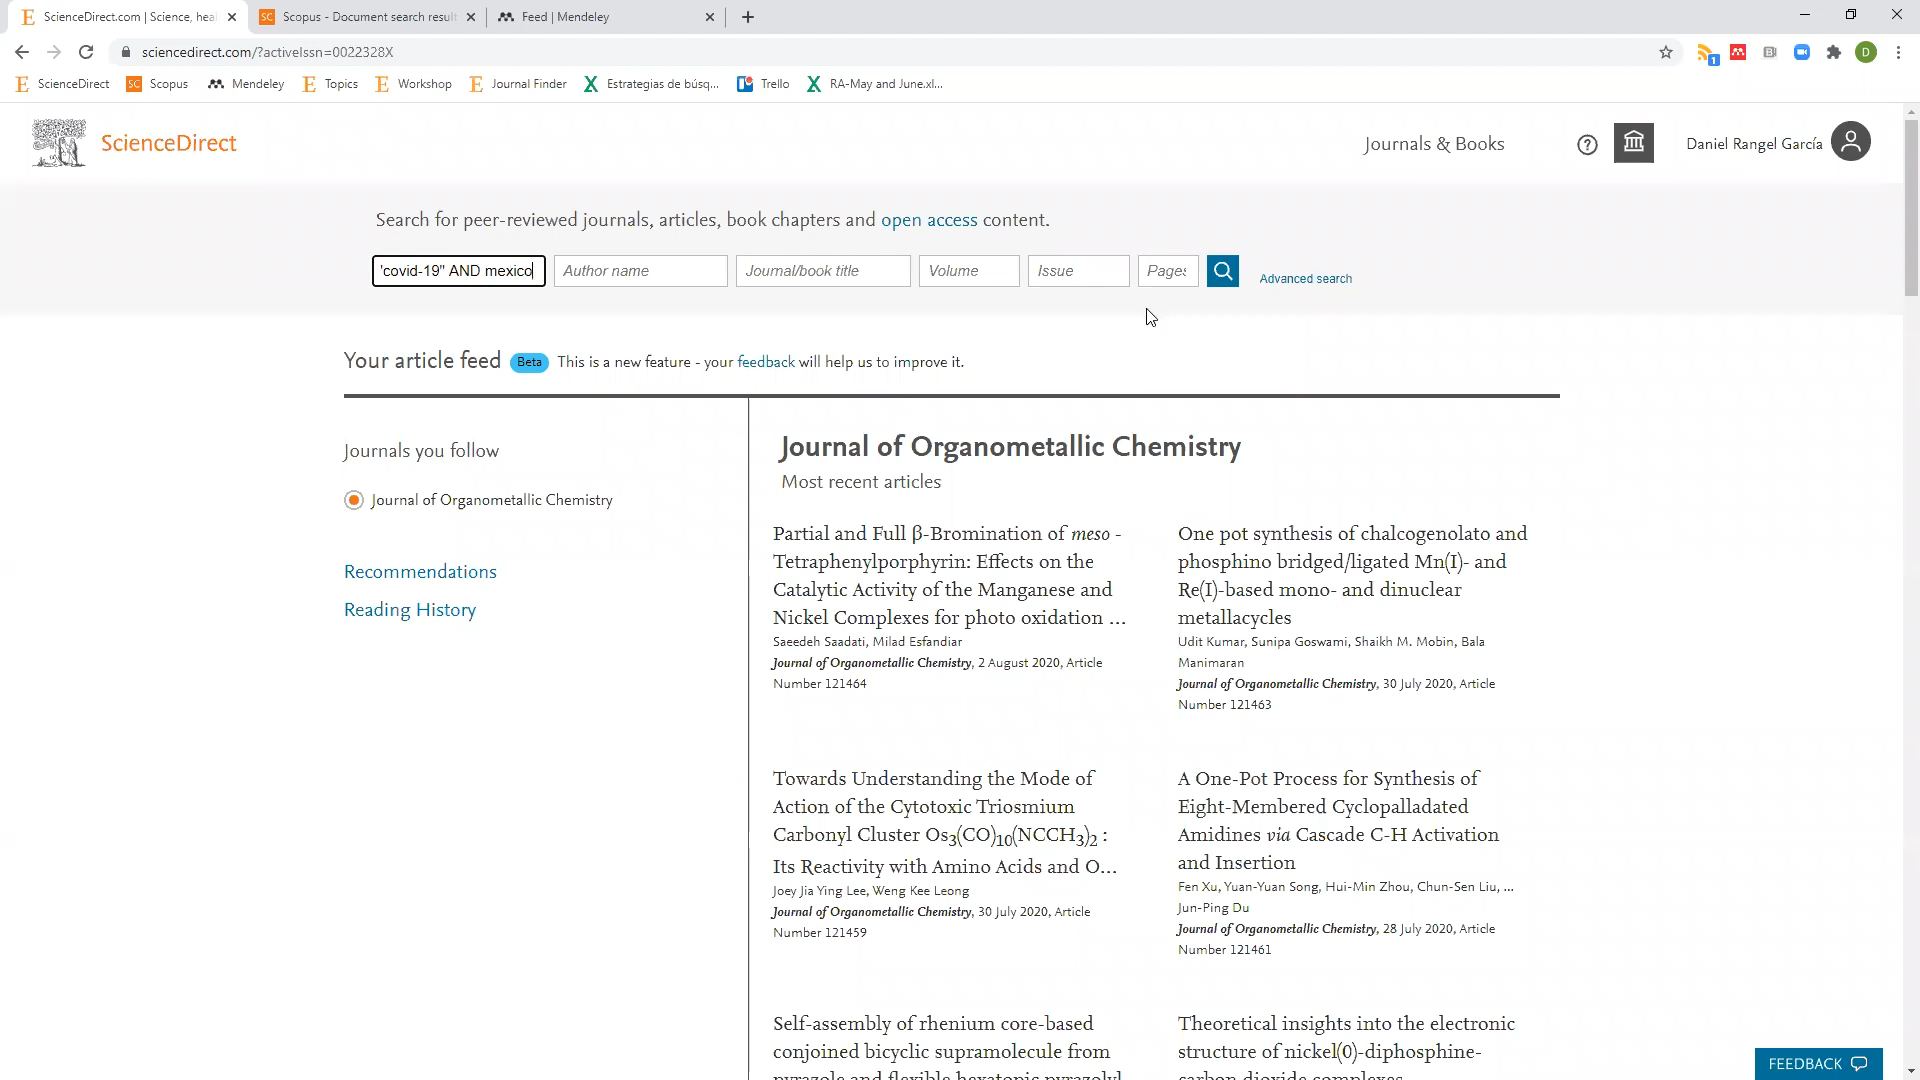 ScienceDirect.com | Science, heal
Scopus - Document search result
Feed | Mendeley
sciencedirect.com/?activeIssn=0022328X
1
BI
D
ScienceDirect
SC Scopus
Mendeley
Topics
Workshop
Journal Finder
Estrategias de búsq...
Trello
RA-May and June.xl...
ScienceDirect
Journals & Books
?
Daniel Rangel García
Search for peer-reviewed journals, articles, book chapters and open access content.
'covid-19" AND mexico
Author name
Journal/book title
Volume
Issue
Pages
Advanced search
Your article feed Beta This is a new feature - your feedback will help us to improve it.
Journals you follow
Journal of Organometallic Chemistry
Recommendations
Reading History
Journal of Organometallic Chemistry
Most recent articles
Partial and Full β-Bromination of meso -
Tetraphenylporphyrin: Effects on the
Catalytic Activity of the Manganese and
Nickel Complexes for photo oxidation ...
Saeedeh Saadati, Milad Esfandiar
Journal of Organometallic Chemistry, 2 August 2020, Article
Number 121464
One pot synthesis of chalcogenolato and
phosphino bridged/ligated Mn(I)- and
Re(I)-based mono- and dinuclear
metallacycles
Udit Kumar, Sunipa Goswami, Shaikh M. Mobin, Bala
Manimaran
Journal of Organometallic Chemistry, 30 July 2020, Article
Number 121463
Towards Understanding the Mode of
Action of the Cytotoxic Triosmium
Carbonyl Cluster Os3(CO)10(NCCH3)2 :
Its Reactivity with Amino Acids and O...
Joey Jia Ying Lee, Weng Kee Leong
Journal of Organometallic Chemistry, 30 July 2020, Article
Number 121459
A One-Pot Process for Synthesis of
Eight-Membered Cyclopalladated
Amidines via Cascade C-H Activation
and Insertion
Fen Xu, Yuan-Yuan Song, Hui-Min Zhou, Chun-Sen Liu, ...
Jun-Ping Du
Journal of Organometallic Chemistry, 28 July 2020, Article
Number 121461
Self-assembly of rhenium core-based
conjoined bicyclic supramolecule from
pyrazole and flexible hexatopic pyrazolyl
Theoretical insights into the electronic
structure of nickel(0)-diphosphine-
carbon dioxide complexes
FEEDBACK